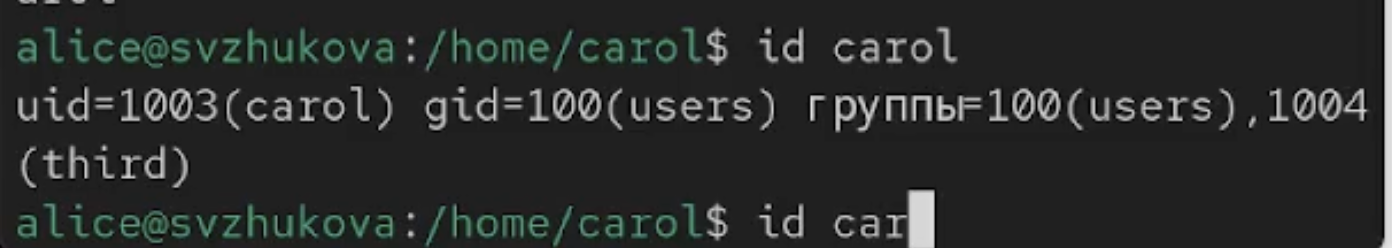 alice@svzhukova:/home/carol$ id carol
uid=1003(carol) gid=100(users) группы=100(users),1004
(third)
alice@svzhukova:/home/carol$ id car